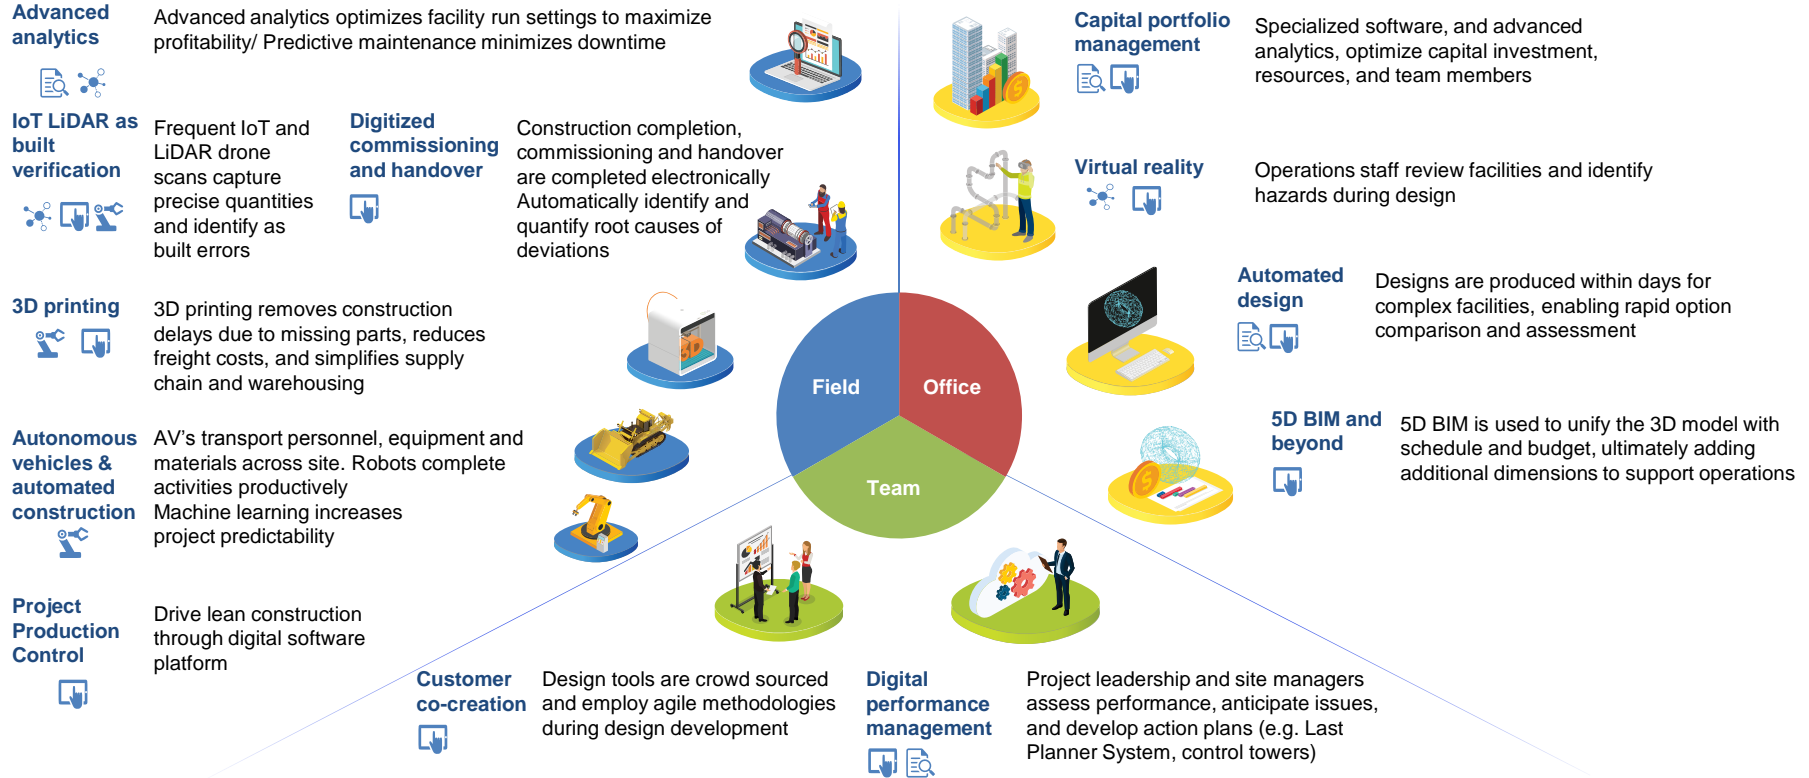 Advanced
analytics
Advanced analytics optimizes facility run settings to maximize
profitability/ Predictive maintenance minimizes downtime
IoT LiDAR as
built
verification
Frequent IoT and
LiDAR drone
scans capture
precise quantities
and identify as
built errors
Digitized
commissioning
and handover
Construction completion,
commissioning and handover
are completed electronically
Automatically identify and
quantify root causes of
deviations
3D printing
3D printing removes construction
delays due to missing parts, reduces
freight costs, and simplifies supply
chain and warehousing
3D
Autonomous
vehicles &
automated
construction
AV’s transport personnel, equipment and
materials across site. Robots complete
activities productively
Machine learning increases
project predictability
Project
Production
Control
Drive lean construction
through digital software
platform
Capital portfolio
management
Specialized software, and advanced
analytics, optimize capital investment,
resources, and team members
$
Virtual reality
Operations staff review facilities and identify
hazards during design
Automated
design
Designs are produced within days for
complex facilities, enabling rapid option
comparison and assessment
5D BIM and
beyond
5D BIM is used to unify the 3D model with
schedule and budget, ultimately adding
additional dimensions to support operations
$
Field
Office
Team
Customer
co-creation
Design tools are crowd sourced
and employ agile methodologies
during design development
Digital
performance
management
Project leadership and site managers
assess performance, anticipate issues,
and develop action plans (e.g. Last
Planner System, control towers)